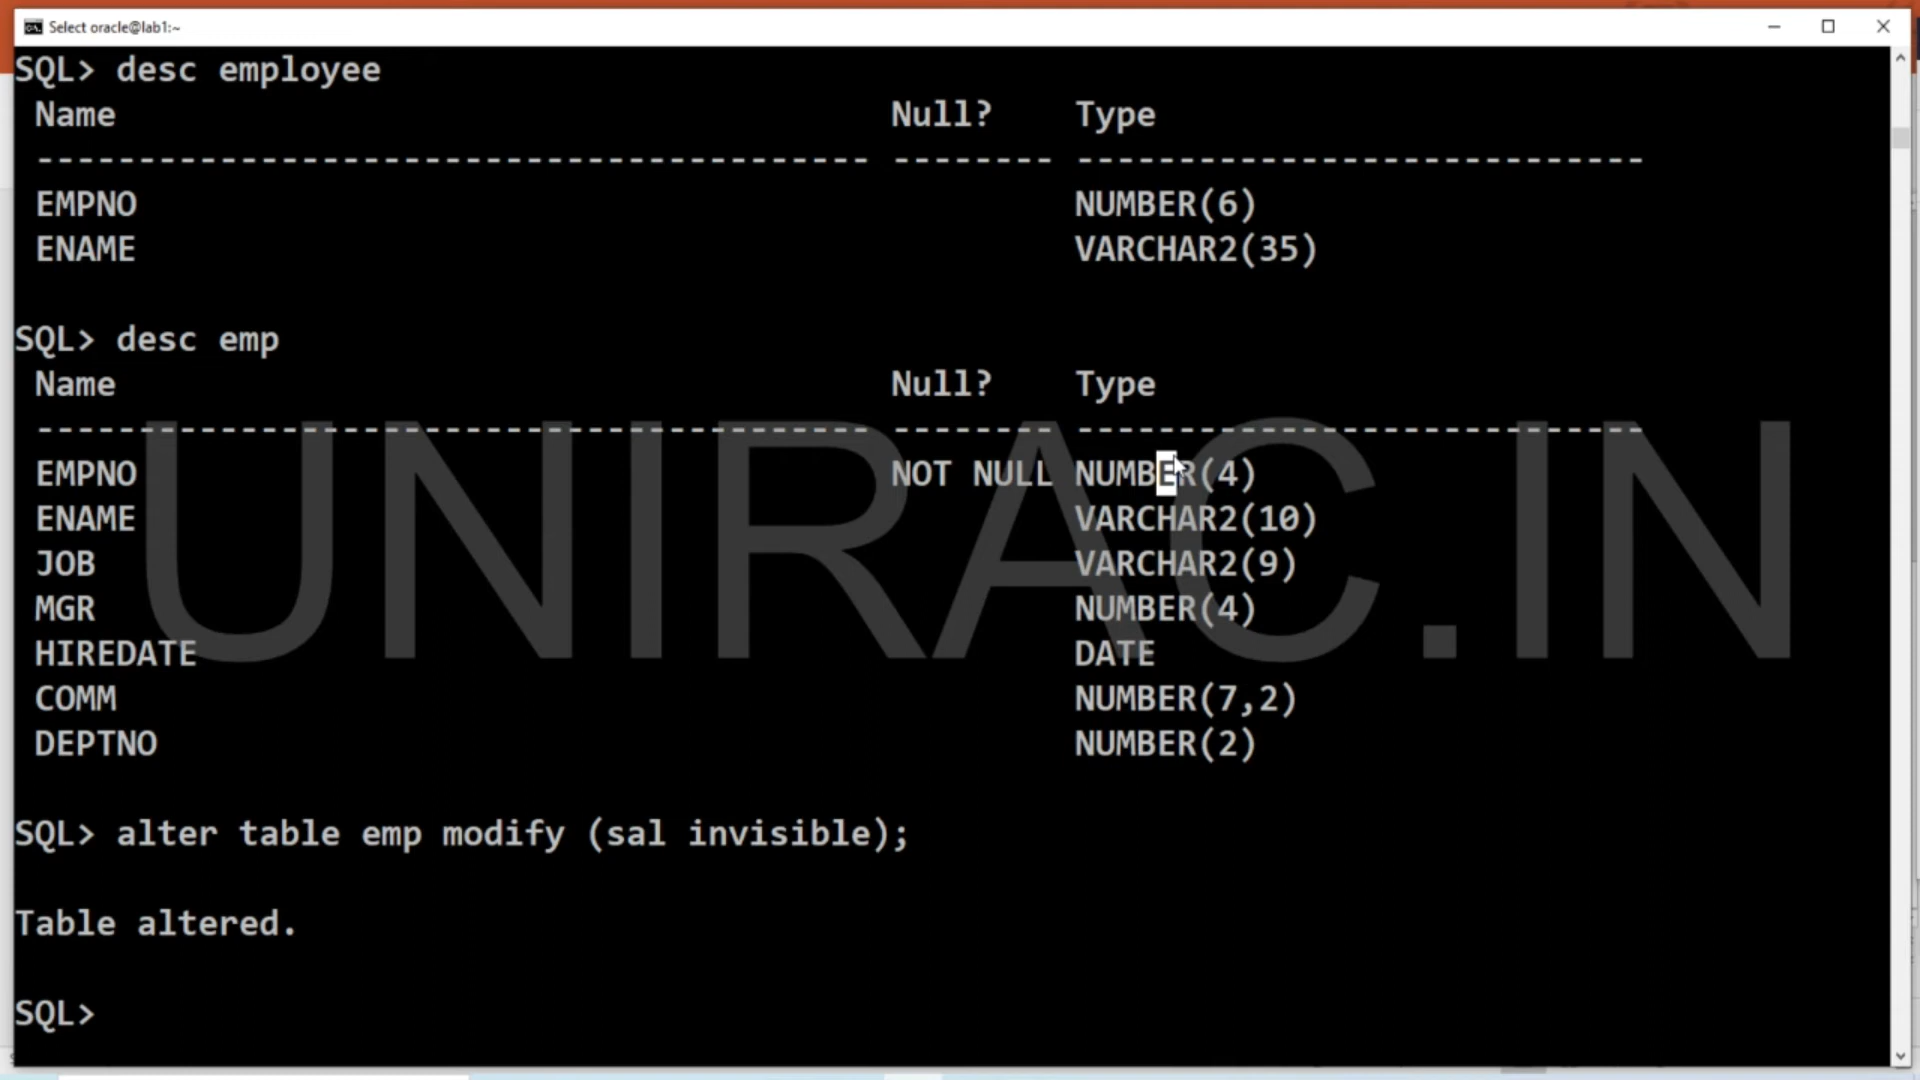 Select oracle@lab1:~
SQL> desc employee
Name Null? Type
----------------------------------------- -------- ----------------------------
EMPNO NUMBER(6)
ENAME VARCHAR2(35)
SQL> desc emp
Name Null? Type
----------------------------------------- -------- ----------------------------
EMPNO NOT NULL NUMBER(4)
ENAME VARCHAR2(10)
JOB VARCHAR2(9)
MGR NUMBER(4)
HIREDATE DATE
COMM NUMBER(7,2)
DEPTNO NUMBER(2)
UNIRAC.IN
SQL> alter table emp modify (sal invisible);
Table altered.
SQL>